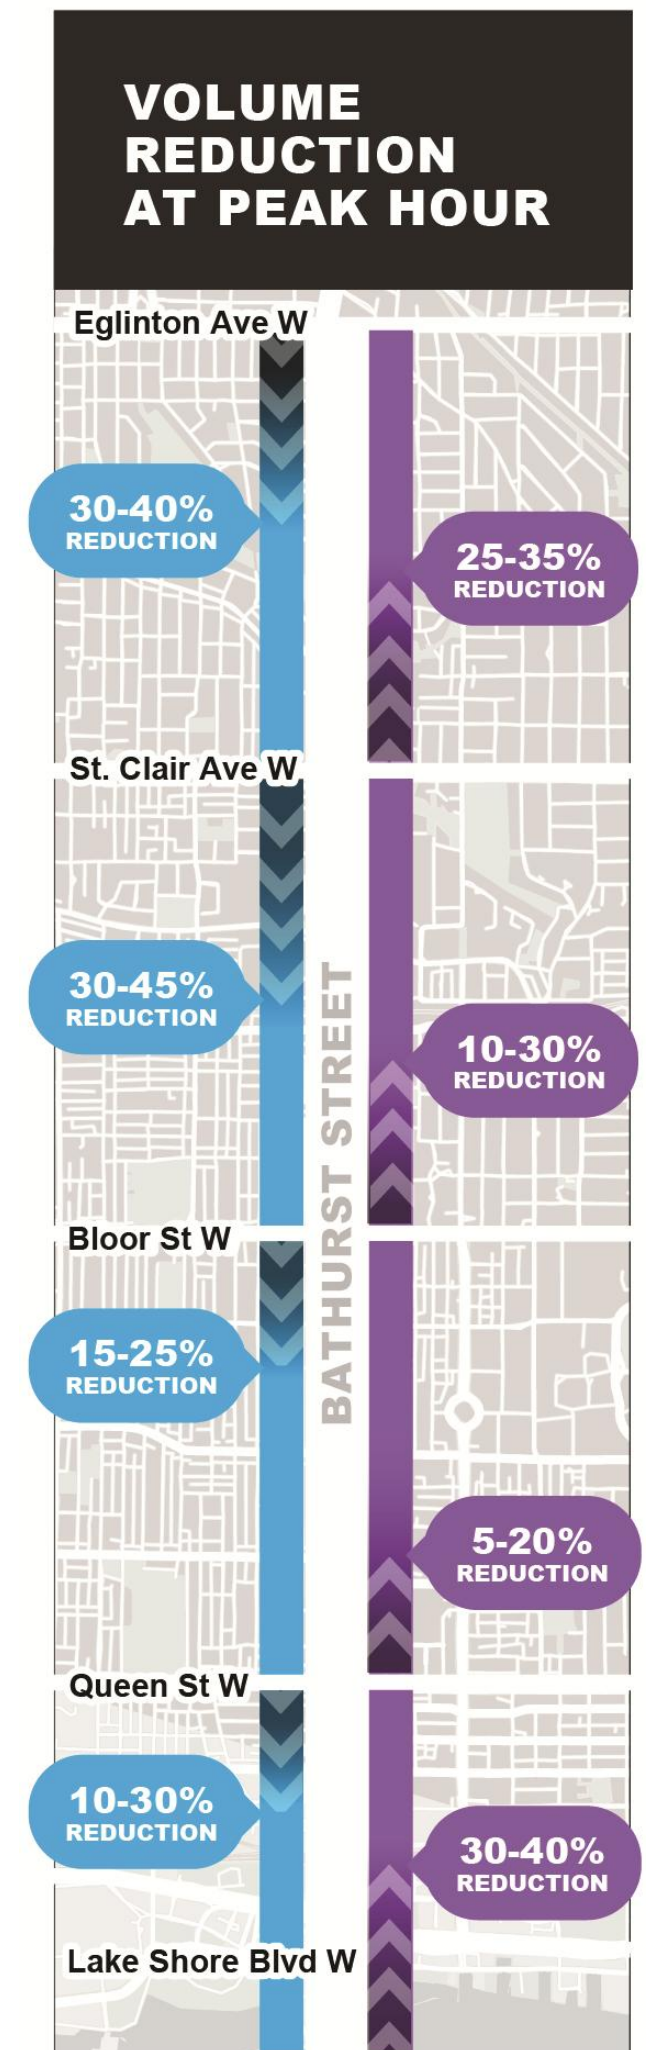 VOLUME
REDUCTION
AT PEAK HOUR
Eglinton Ave W
30-40%
REDUCTION
25-35%
REDUCTION
St. Clair Ave W
30-45%
REDUCTION
10-30%
REDUCTION
BATHURST STREET
Bloor St W
15-25%
REDUCTION
5-20%
REDUCTION
Queen St W
10-30%
REDUCTION
30-40%
REDUCTION
Lake Shore Blvd W